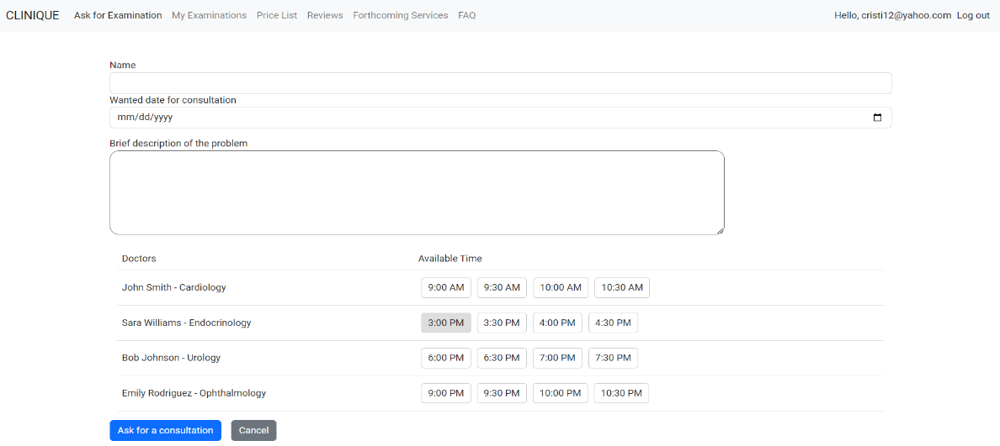 CLINIQUE Ask for Examination My Examinations Price List Reviews Forthcoming Services FAQ Hello, cristi12@yahoo.com Log out
Name
Wanted date for consultation
mm/dd/yyyy
Brief description of the problem
Doctors Available Time
John Smith - Cardiology 9:00 AM 9:30 AM 10:00 AM 10:30 AM
Sara Williams - Endocrinology 3:00 PM 3:30 PM 4:00 PM 4:30 PM
Bob Johnson - Urology 6:00 PM 6:30 PM 7:00 PM 7:30 PM
Emily Rodriguez - Ophthalmology 9:00 PM 9:30 PM 10:00 PM 10:30 PM
Ask for a consultation Cancel